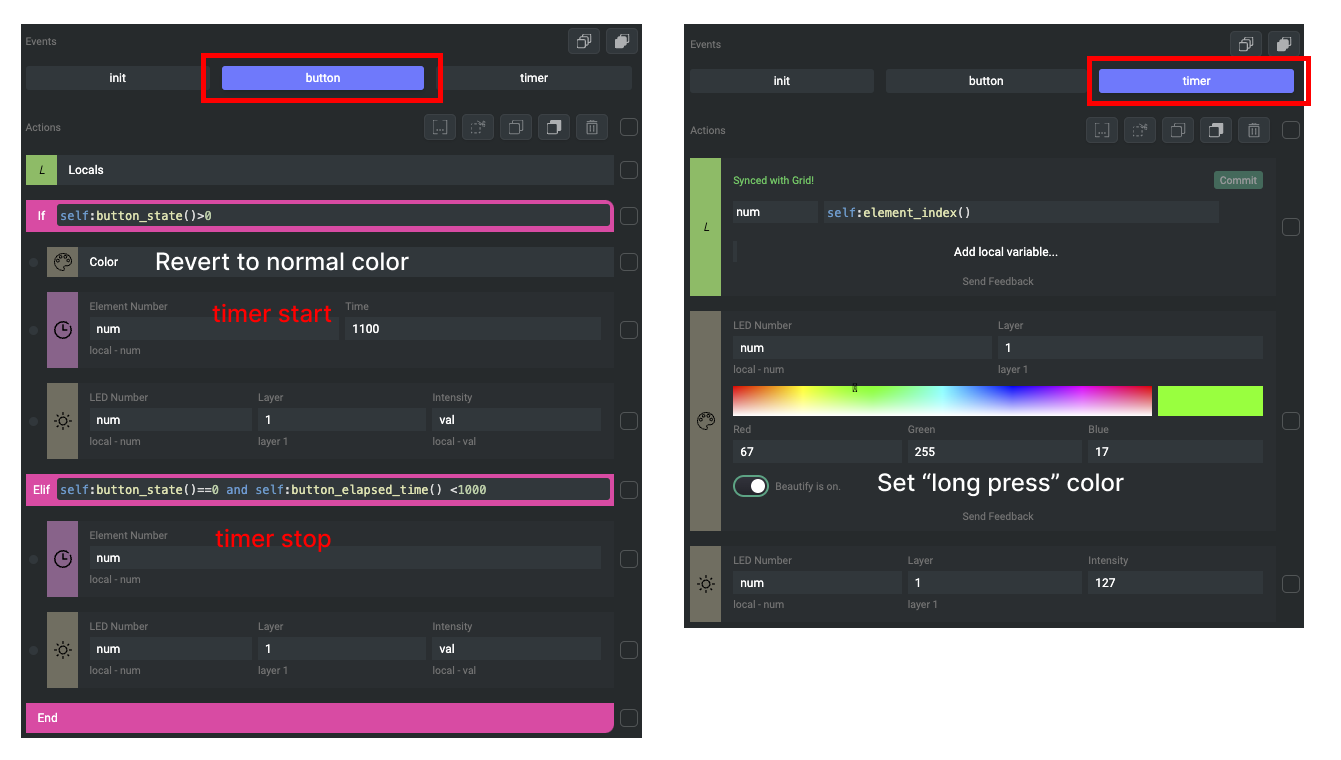 Events
init button timer
Actions
L Locals
If self:button_state()>0
Color Revert to normal color
Element Number timer start Time
num 1100
local - num
LED Number Layer Intensity
num 1 val
local - num layer 1 local - val
Elif self:button_state()==0 and self:button_elapsed_time() <1000
Element Number timer stop
num
local - num
LED Number Layer Intensity
num 1 val
local - num layer 1 local - val
End
Events
init button timer
Actions
Synced with Grid! Commit
L num self:element_index()
Add local variable...
Send Feedback
LED Number Layer
num 1
local - num layer 1
Red Green Blue
67 255 17
Beautify is on. Set “long press” color
Send Feedback
LED Number Layer Intensity
num 1 127
local - num layer 1